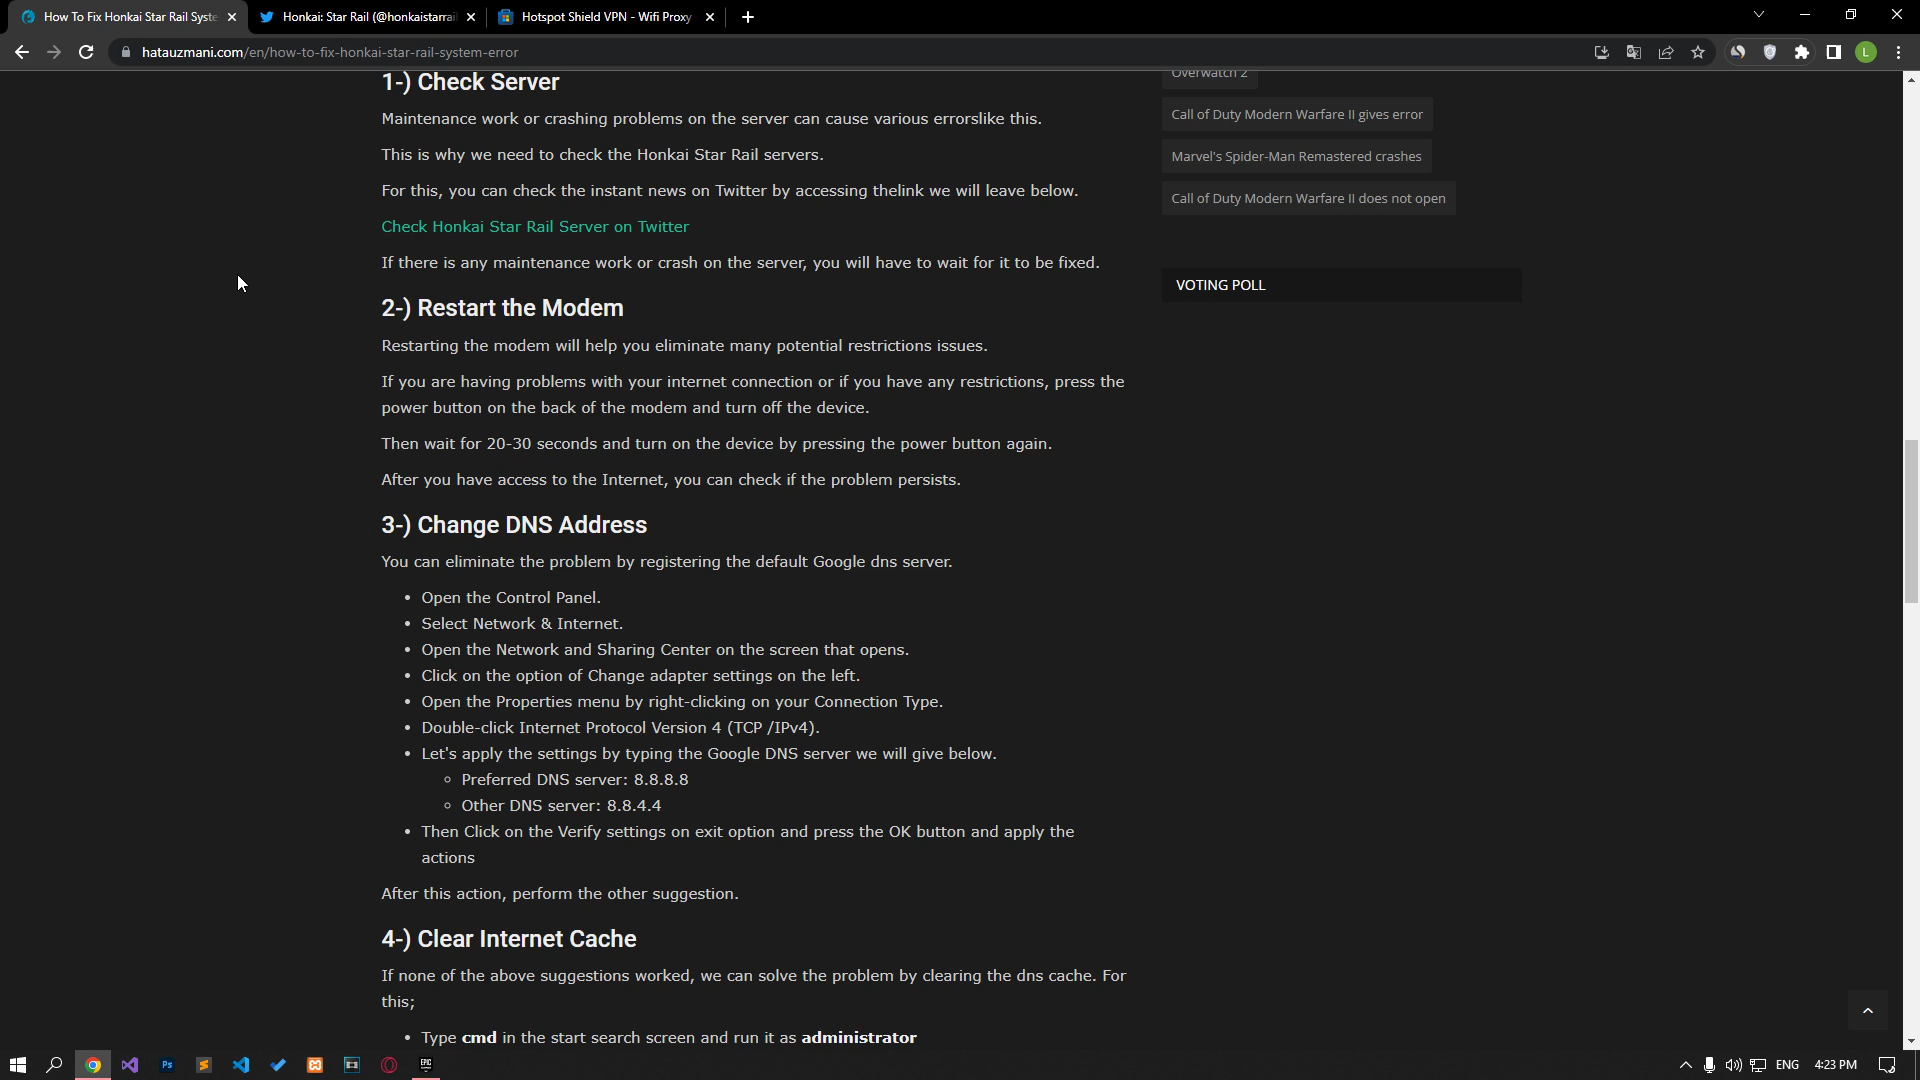 How To Fix Honkai Star Rail Syste
Honkai: Star Rail (@honkaistarrail
Hotspot Shield VPN - Wifi Proxy
hatauzmani.com/en/how-to-fix-honkai-star-rail-system-error
L
1-) Check Server
Maintenance work or crashing problems on the server can cause various errorslike this.
This is why we need to check the Honkai Star Rail servers.
For this, you can check the instant news on Twitter by accessing thelink we will leave below.
Check Honkai Star Rail Server on Twitter
If there is any maintenance work or crash on the server, you will have to wait for it to be fixed.
2-) Restart the Modem
Restarting the modem will help you eliminate many potential restrictions issues.
If you are having problems with your internet connection or if you have any restrictions, press the
power button on the back of the modem and turn off the device.
Then wait for 20-30 seconds and turn on the device by pressing the power button again.
After you have access to the Internet, you can check if the problem persists.
3-) Change DNS Address
You can eliminate the problem by registering the default Google dns server.
• Open the Control Panel.
• Select Network & Internet.
• Open the Network and Sharing Center on the screen that opens.
• Click on the option of Change adapter settings on the left.
• Open the Properties menu by right-clicking on your Connection Type.
• Double-click Internet Protocol Version 4 (TCP /IPv4).
• Let's apply the settings by typing the Google DNS server we will give below.
◦ Preferred DNS server: 8.8.8.8
◦ Other DNS server: 8.8.4.4
• Then Click on the Verify settings on exit option and press the OK button and apply the
actions
After this action, perform the other suggestion.
4-) Clear Internet Cache
If none of the above suggestions worked, we can solve the problem by clearing the dns cache. For
this;
• Type cmd in the start search screen and run it as administrator
Overwatch 2
Call of Duty Modern Warfare II gives error
Marvel's Spider-Man Remastered crashes
Call of Duty Modern Warfare II does not open
VOTING POLL
Ps
EPIC
ENG
4:23 PM